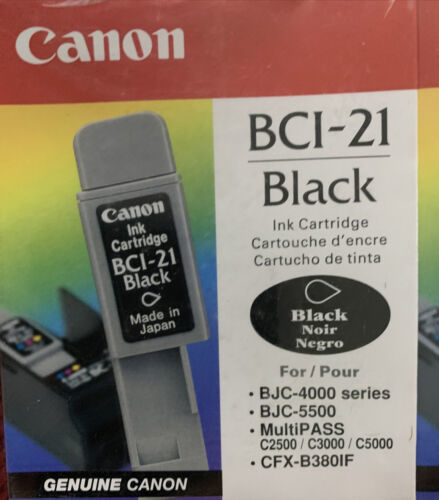 Canon
BCI-21
Black
Ink Cartridge
Cartouche d'encre
Cartucho de tinta
Black
Noir
Negro
For / Pour
• BJC-4000 series
• BJC-5500
• MultiPASS
C2500 / C3000 / C5000
• CFX-B380IF
Canon
Ink
Cartridge
BCI-21
Black
Made in
Japan
GENUINE CANON